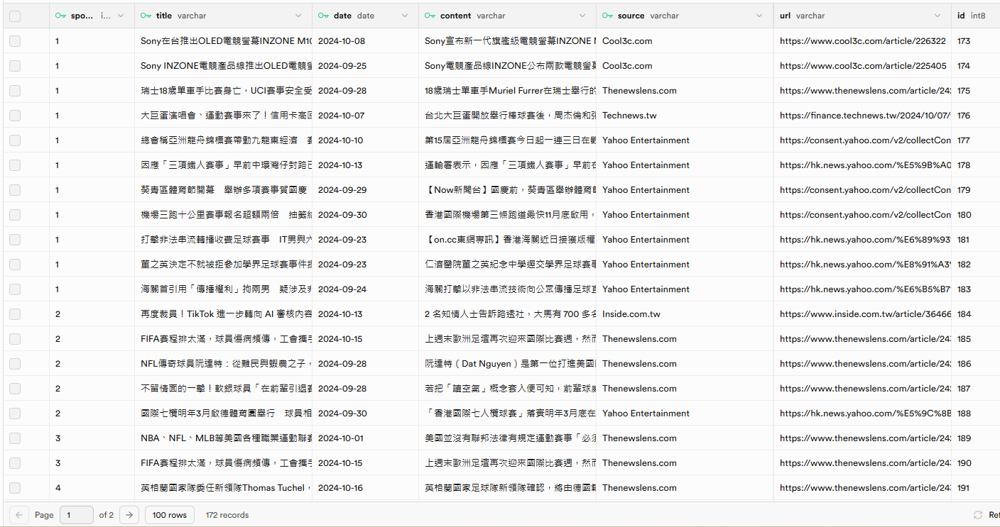 spo... i... title varchar date date content varchar source varchar url varchar id int8
1 Sony在台推出OLED電競螢幕INZONE M10 2024-10-08 Sony宣布新一代旗艦級電競螢幕INZONE M Cool3c.com https://www.cool3c.com/article/226322 173
1 Sony INZONE電競產品線推出OLED電競螢 2024-09-25 Sony電競產品線INZONE公布兩款電競螢幕 Cool3c.com https://www.cool3c.com/article/225405 174
1 瑞士18歲單車手比賽身亡，UCI賽事安全受 2024-09-28 18歲瑞士單車手Muriel Furrer在瑞士舉行的 Thenewslens.com https://www.thenewslens.com/article/24 175
1 大巨蛋演唱會、運動賽事來了！信用卡高回 2024-10-07 台北大巨蛋開放舉行棒球賽後，周杰倫和張 Technews.tw https://finance.technews.tw/2024/10/07/ 176
1 總會稱亞洲龍舟錦標賽帶動九龍東經濟 賽 2024-10-10 第15屆亞洲龍舟錦標賽今日起一連三日在觀 Yahoo Entertainment https://consent.yahoo.com/v2/collectCon 177
1 因應「三項鐵人賽事」早前中環灣仔封路已 2024-10-13 運輸署表示，因應「三項鐵人賽事」早前在 Yahoo Entertainment https://hk.news.yahoo.com/%E5%9B%A0 178
1 葵青區體育節開幕 舉辦多項賽事賀國慶 2024-09-29 【Now新聞台】國慶前，葵青區舉辦體育節 Yahoo Entertainment https://consent.yahoo.com/v2/collectCon 179
1 機場三跑十公里賽事報名超額兩倍 抽籤結 2024-09-30 香港國際機場第三條跑道最快11月底啟用， Yahoo Entertainment https://consent.yahoo.com/v2/collectCon 180
1 打擊非法串流轉播收費足球賽事 IT男與六 2024-09-23 【on.cc東網專訊】香港海關近日接獲版權 Yahoo Entertainment https://hk.news.yahoo.com/%E6%89%93 181
1 董之英決定不就被拒參加學界足球賽事件提 2024-09-23 仁濟醫院董之英紀念中學遞交學界足球賽事 Yahoo Entertainment https://hk.news.yahoo.com/%E8%91%A3 182
1 海關首引用「傳播權利」拘兩男 疑涉及非 2024-09-24 海關打擊以非法串流技術向公眾傳播足球直 Yahoo Entertainment https://hk.news.yahoo.com/%E6%B5%B7 183
2 再度裁員！TikTok 進一步轉向 AI 審核內容 2024-10-13 2 名知情人士告訴路透社，大馬有 700 多名 Inside.com.tw https://www.inside.com.tw/article/36466 184
2 FIFA賽程排太滿，球員傷病頻傳，工會攜手 2024-10-15 上週末歐洲足壇再次迎來國際比賽週，然而 Thenewslens.com https://www.thenewslens.com/article/24 185
2 NFL傳奇球員阮達特：從難民與蝦農之子， 2024-09-28 阮達特（Dat Nguyen）是第一位打進美國 Thenewslens.com https://www.thenewslens.com/article/24 186
2 不留情面的一擊！軟銀球員「在前輩引退賽 2024-09-28 若把「讀空氣」概念套入便可知，前輩球威 Thenewslens.com https://www.thenewslens.com/article/24 187
2 國際七欖明年3月啟德體育園舉行 球員相 2024-09-30 「香港國際七人欖球賽」落實明年3月底在 Yahoo Entertainment https://hk.news.yahoo.com/%E5%9C%8B 188
3 NBA、NFL、MLB等美國各種職業運動聯賽 2024-10-01 美國並沒有聯邦法律有規定運動賽事「必須 Thenewslens.com https://www.thenewslens.com/article/24 189
3 FIFA賽程排太滿，球員傷病頻傳，工會攜手 2024-10-15 上週末歐洲足壇再次迎來國際比賽週，然而 Thenewslens.com https://www.thenewslens.com/article/24 190
4 英格蘭國家隊委任新領隊Thomas Tuchel， 2024-10-16 英格蘭國家足球隊新領隊確認，將由德國籍 Thenewslens.com https://www.thenewslens.com/article/24 191
Page 1 of 2 100 rows 172 records Ref